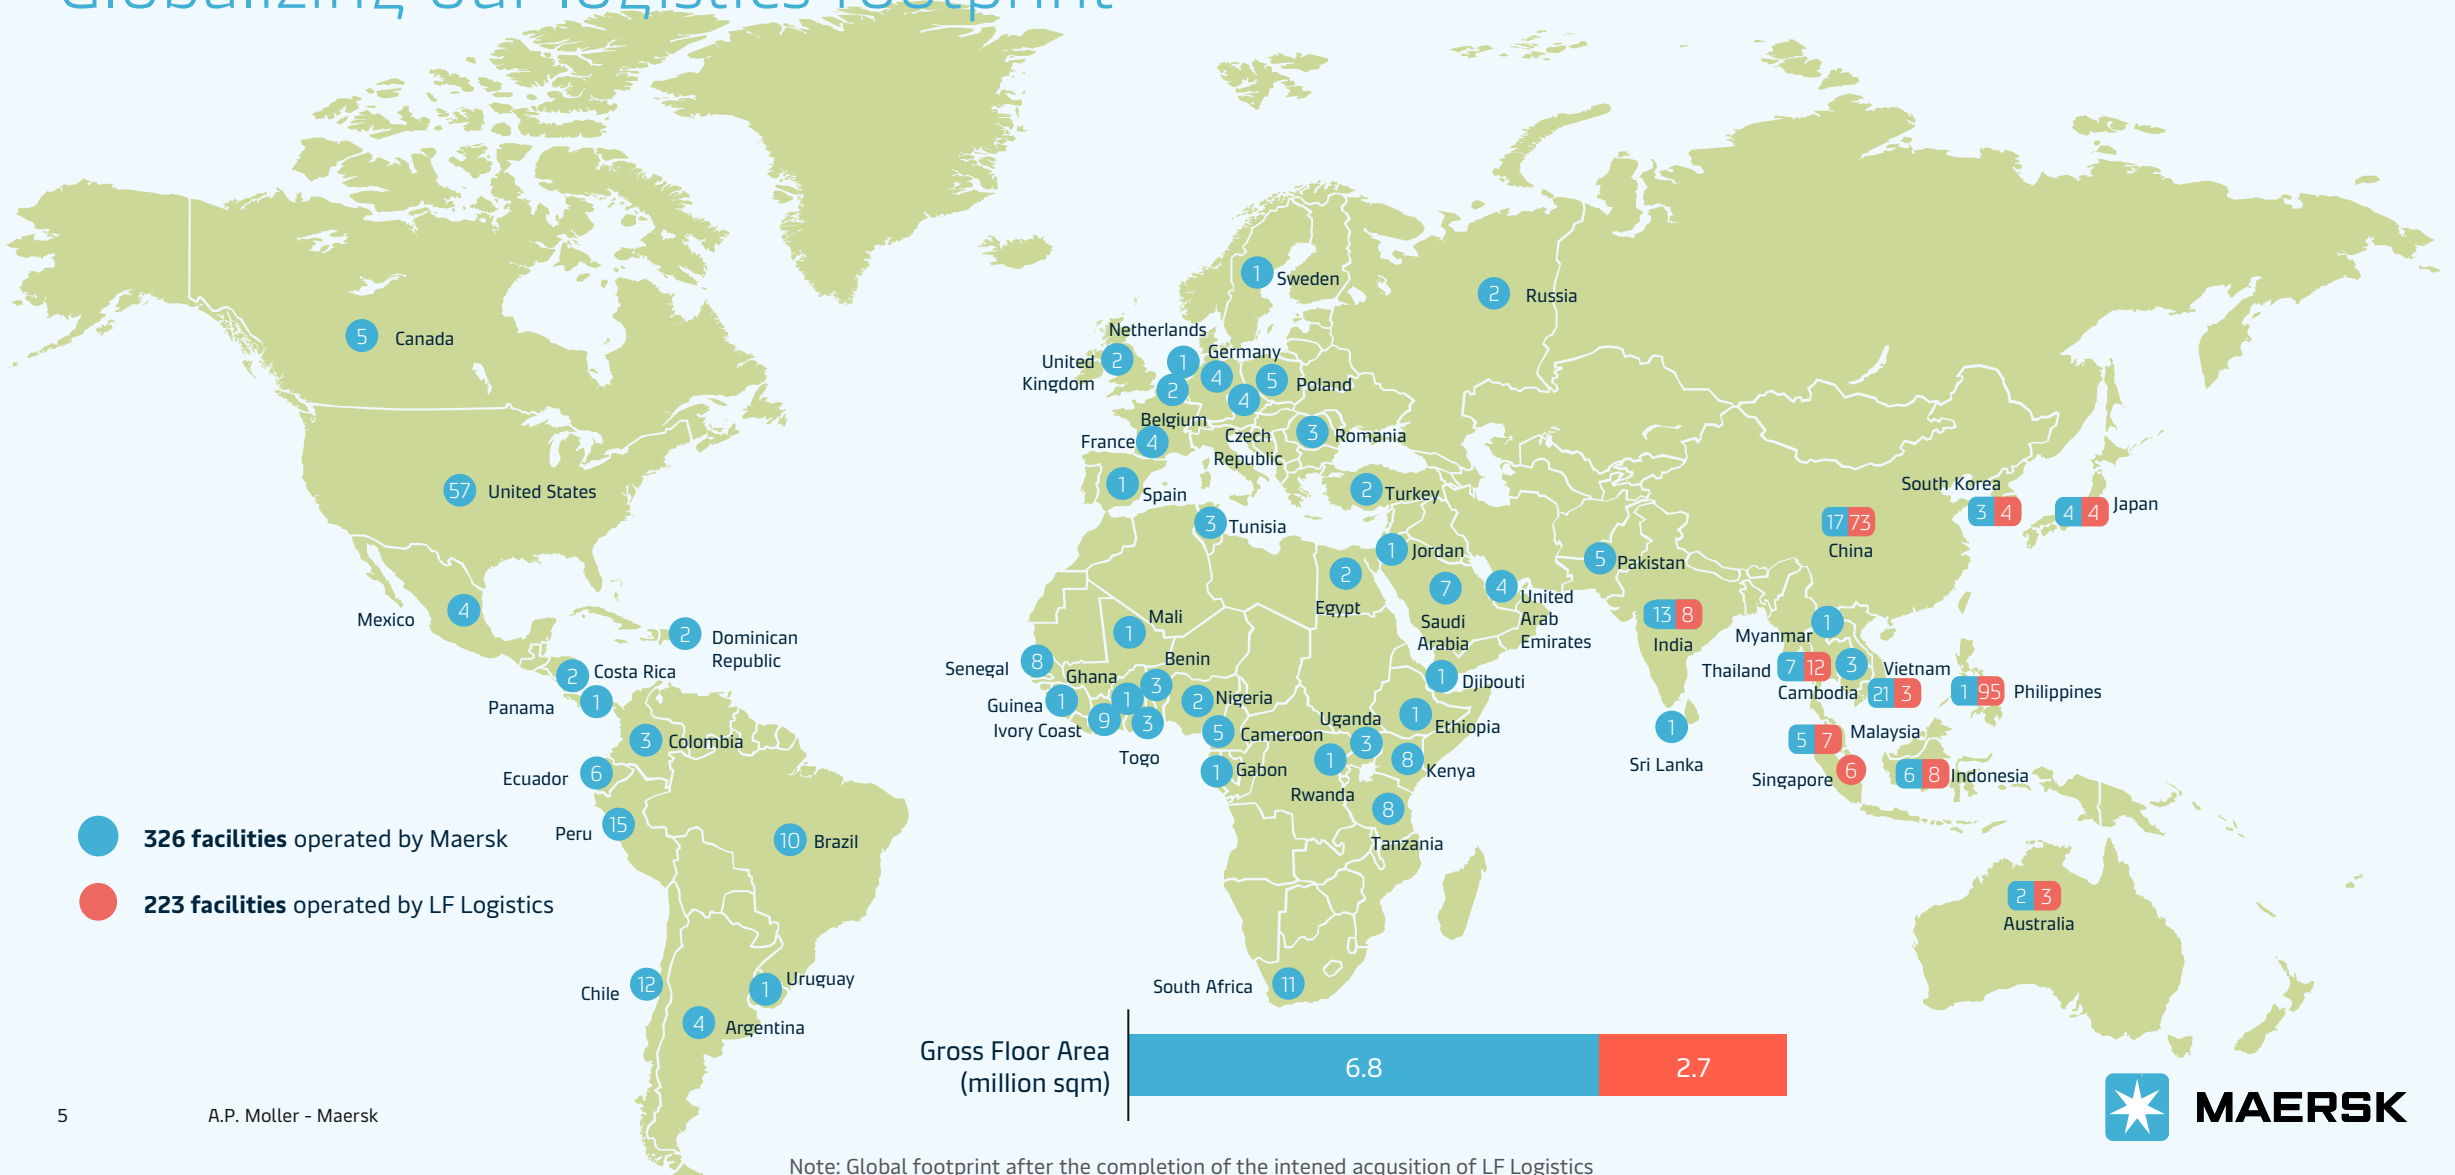 Globalizing our logistics footprint
1
Sweden
2
Russia
Netherlands
5
Canada
United
Kingdom
2
1
Germany
4
5
Poland
2
4
Belgium
France
4
Czech
Republic
3
Romania
57
United States
1
Spain
2
Turkey
South Korea
3 4
4 4
Japan
3
Tunisia
17 73
China
1
Jordan
5
Pakistan
2
Egypt
7
Saudi
Arabia
4
United
Arab
Emirates
Mexico
4
2
Dominican
Republic
Mali
1
13 8
India
1
Myanmar
Senegal
8
Benin
3
Ghana
1
2
Costa Rica
Thailand
7 12
3
Cambodia
Vietnam
21 3
1 95
Philippines
1
Djibouti
Panama
1
Guinea
1
Ivory Coast
9
3
Togo
2
Nigeria
5
Cameroon
Uganda
3
1
Ethiopia
3
Colombia
1
Sri Lanka
5 7
Malaysia
Ecuador
6
1
Gabon
1
Rwanda
8
Kenya
Singapore
6
6 8
Indonesia
Peru
15
10
Brazil
8
Tanzania
326 facilities operated by Maersk
223 facilities operated by LF Logistics
2 3
Australia
Chile
12
1
Uruguay
4
Argentina
South Africa
11
Gross Floor Area
(million sqm)
6.8
2.7
5
A.P. Moller - Maersk
MAERSK
Note: Global footprint after the completion of the intened acqusition of LF Logistics